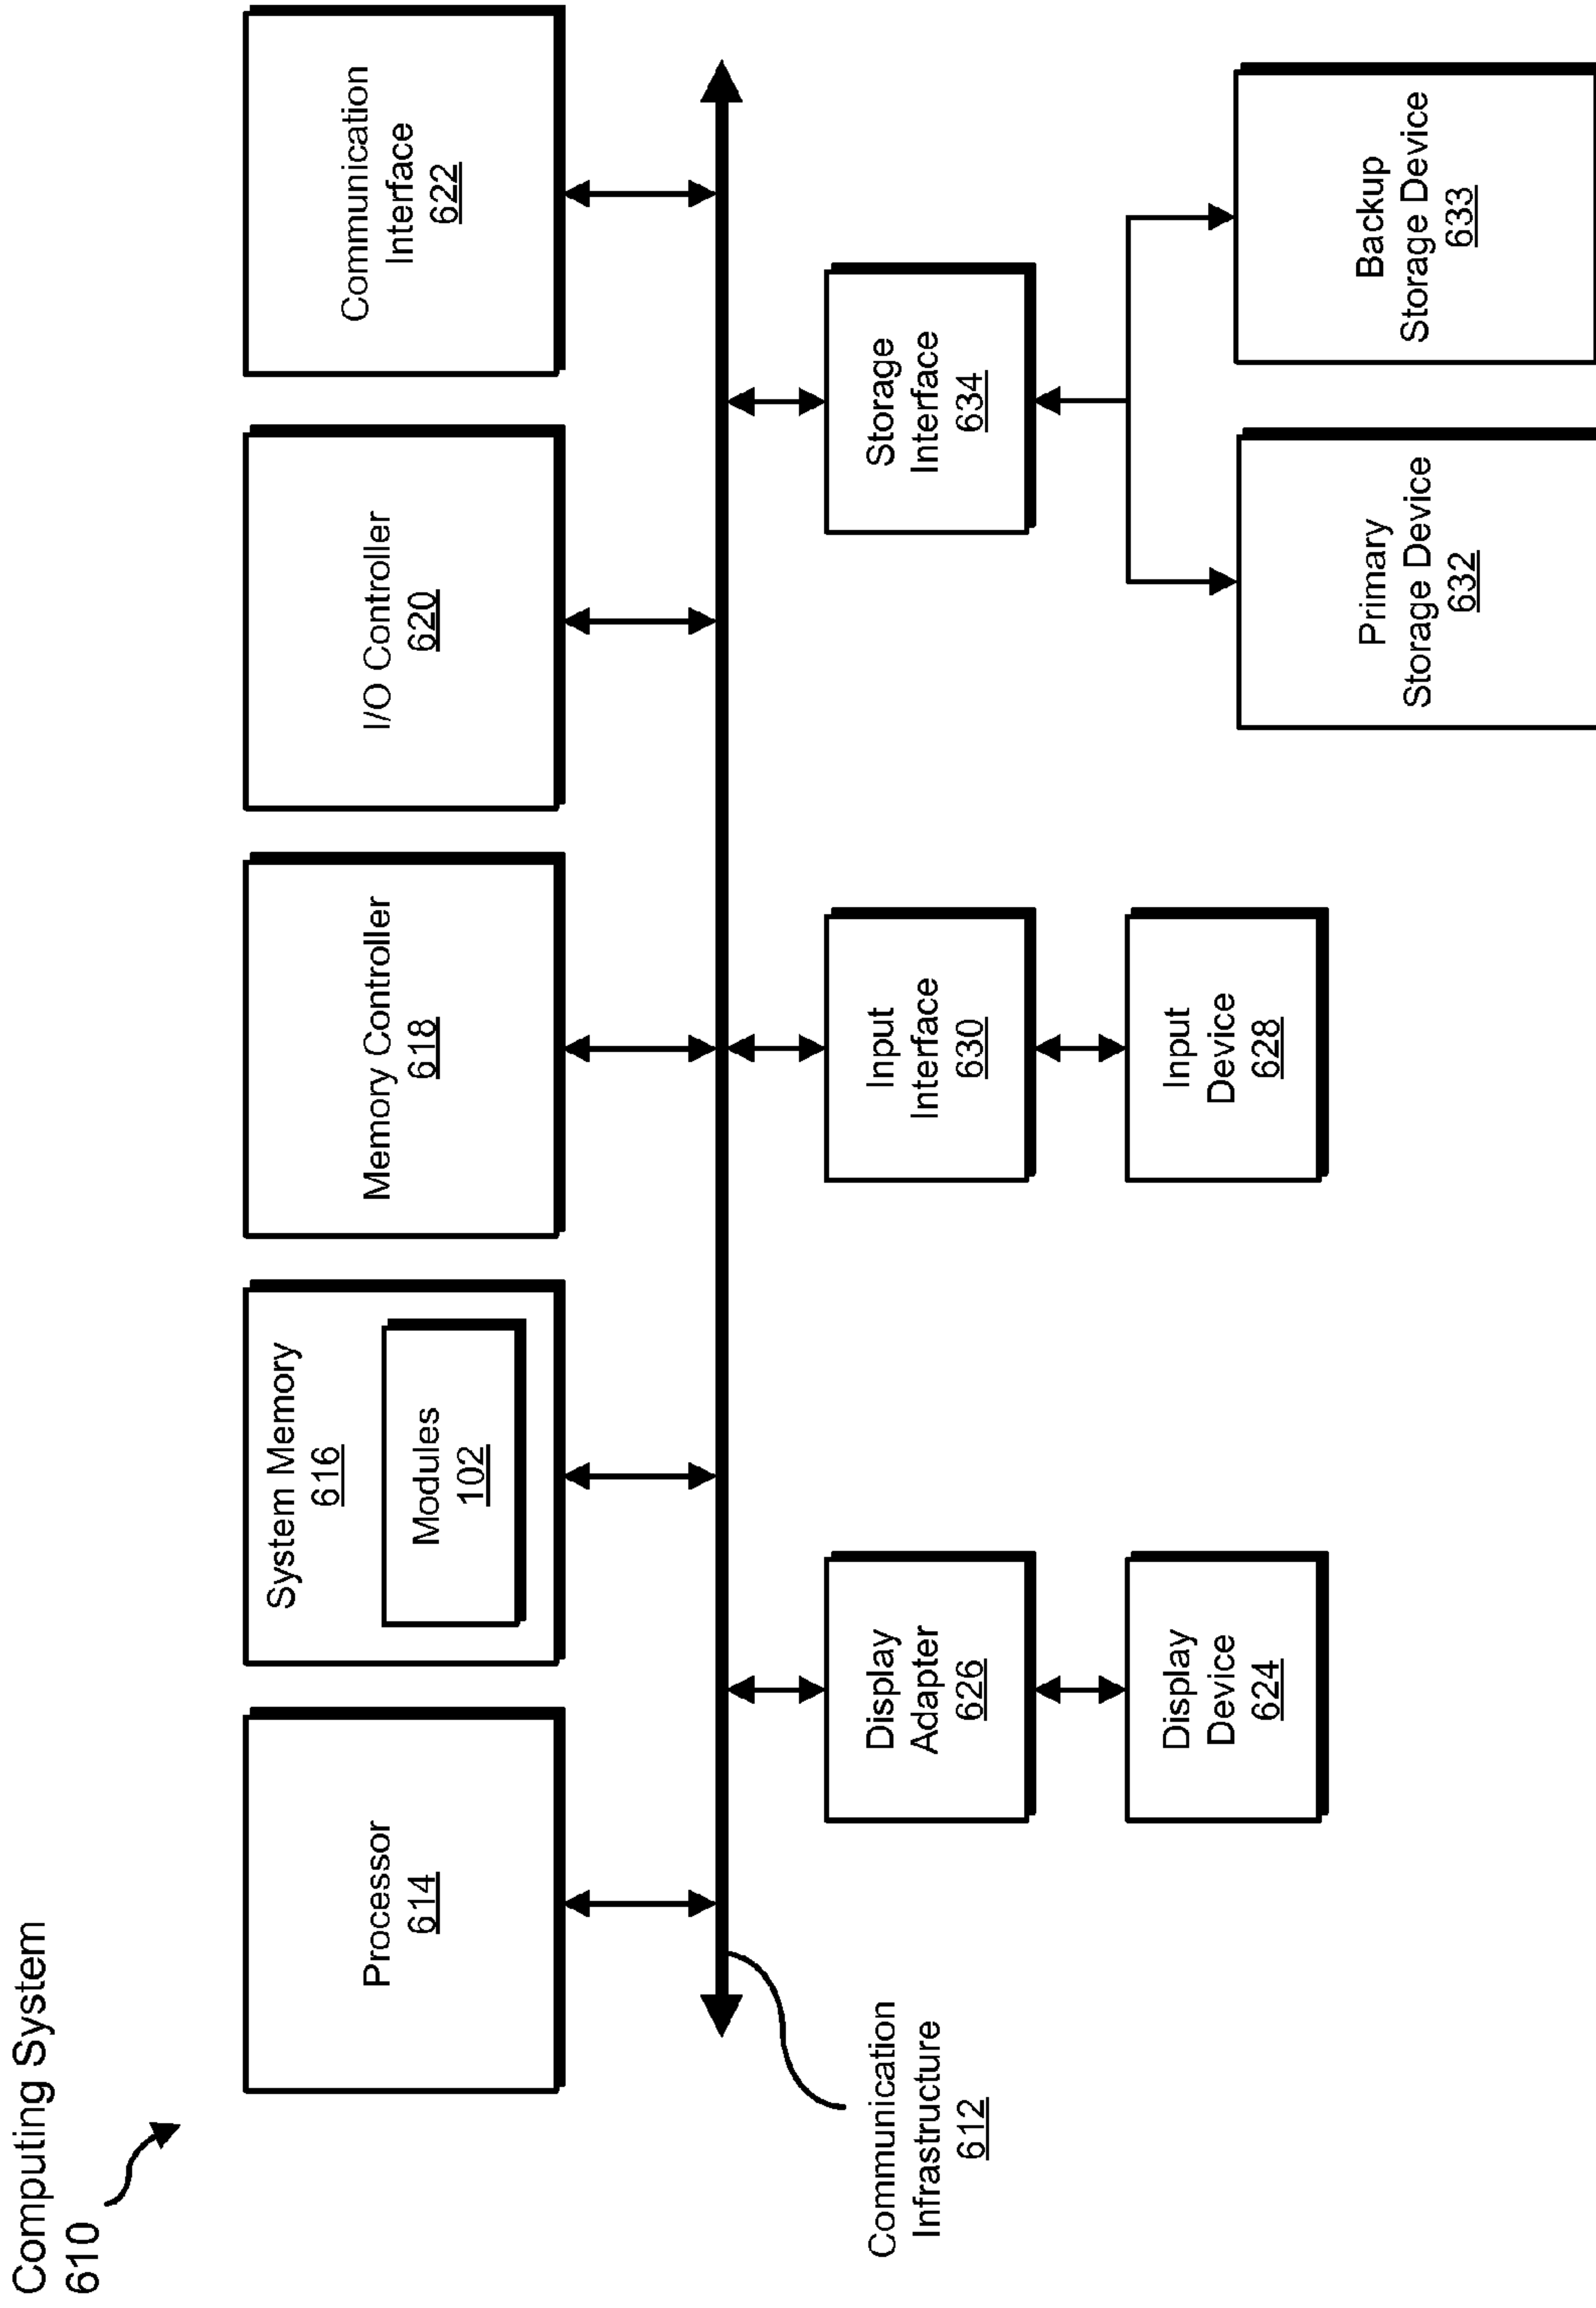 Computing System
610
Processor
614
System Memory
616
Modules
102
Memory Controller
618
I/O Controller
620
Communication
Interface
622
Communication
Infrastructure
612
Display
Adapter
626
Input
Interface
630
Storage
Interface
634
Display
Device
624
Input
Device
628
Primary
Storage Device
632
Backup
Storage Device
633